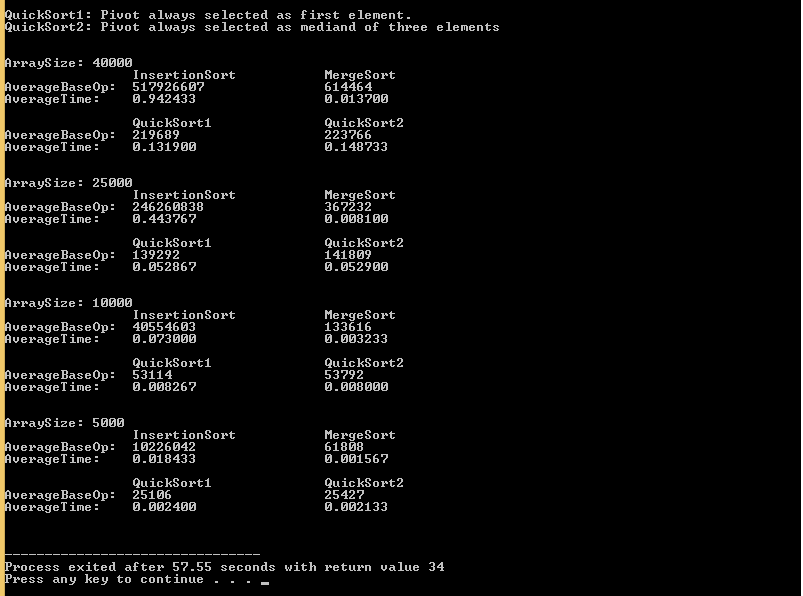 QuickSort1: Pivot always selected as first element.
QuickSort2: Pivot always selected as mediand of three elements
ArraySize: 40000
InsertionSort MergeSort
AverageBaseOp: 517926607 614464
AverageTime: 0.942433 0.013700
QuickSort1 QuickSort2
AverageBaseOp: 219689 223766
AverageTime: 0.131900 0.148733
ArraySize: 25000
InsertionSort MergeSort
AverageBaseOp: 246260838 367232
AverageTime: 0.443767 0.008100
QuickSort1 QuickSort2
AverageBaseOp: 139292 141809
AverageTime: 0.052867 0.052900
ArraySize: 10000
InsertionSort MergeSort
AverageBaseOp: 40554603 133616
AverageTime: 0.073000 0.003233
QuickSort1 QuickSort2
AverageBaseOp: 53114 53792
AverageTime: 0.008267 0.008000
ArraySize: 5000
InsertionSort MergeSort
AverageBaseOp: 10226042 61808
AverageTime: 0.018433 0.001567
QuickSort1 QuickSort2
AverageBaseOp: 25106 25427
AverageTime: 0.002400 0.002133
--------------------------------
Process exited after 57.55 seconds with return value 34
Press any key to continue . . . _